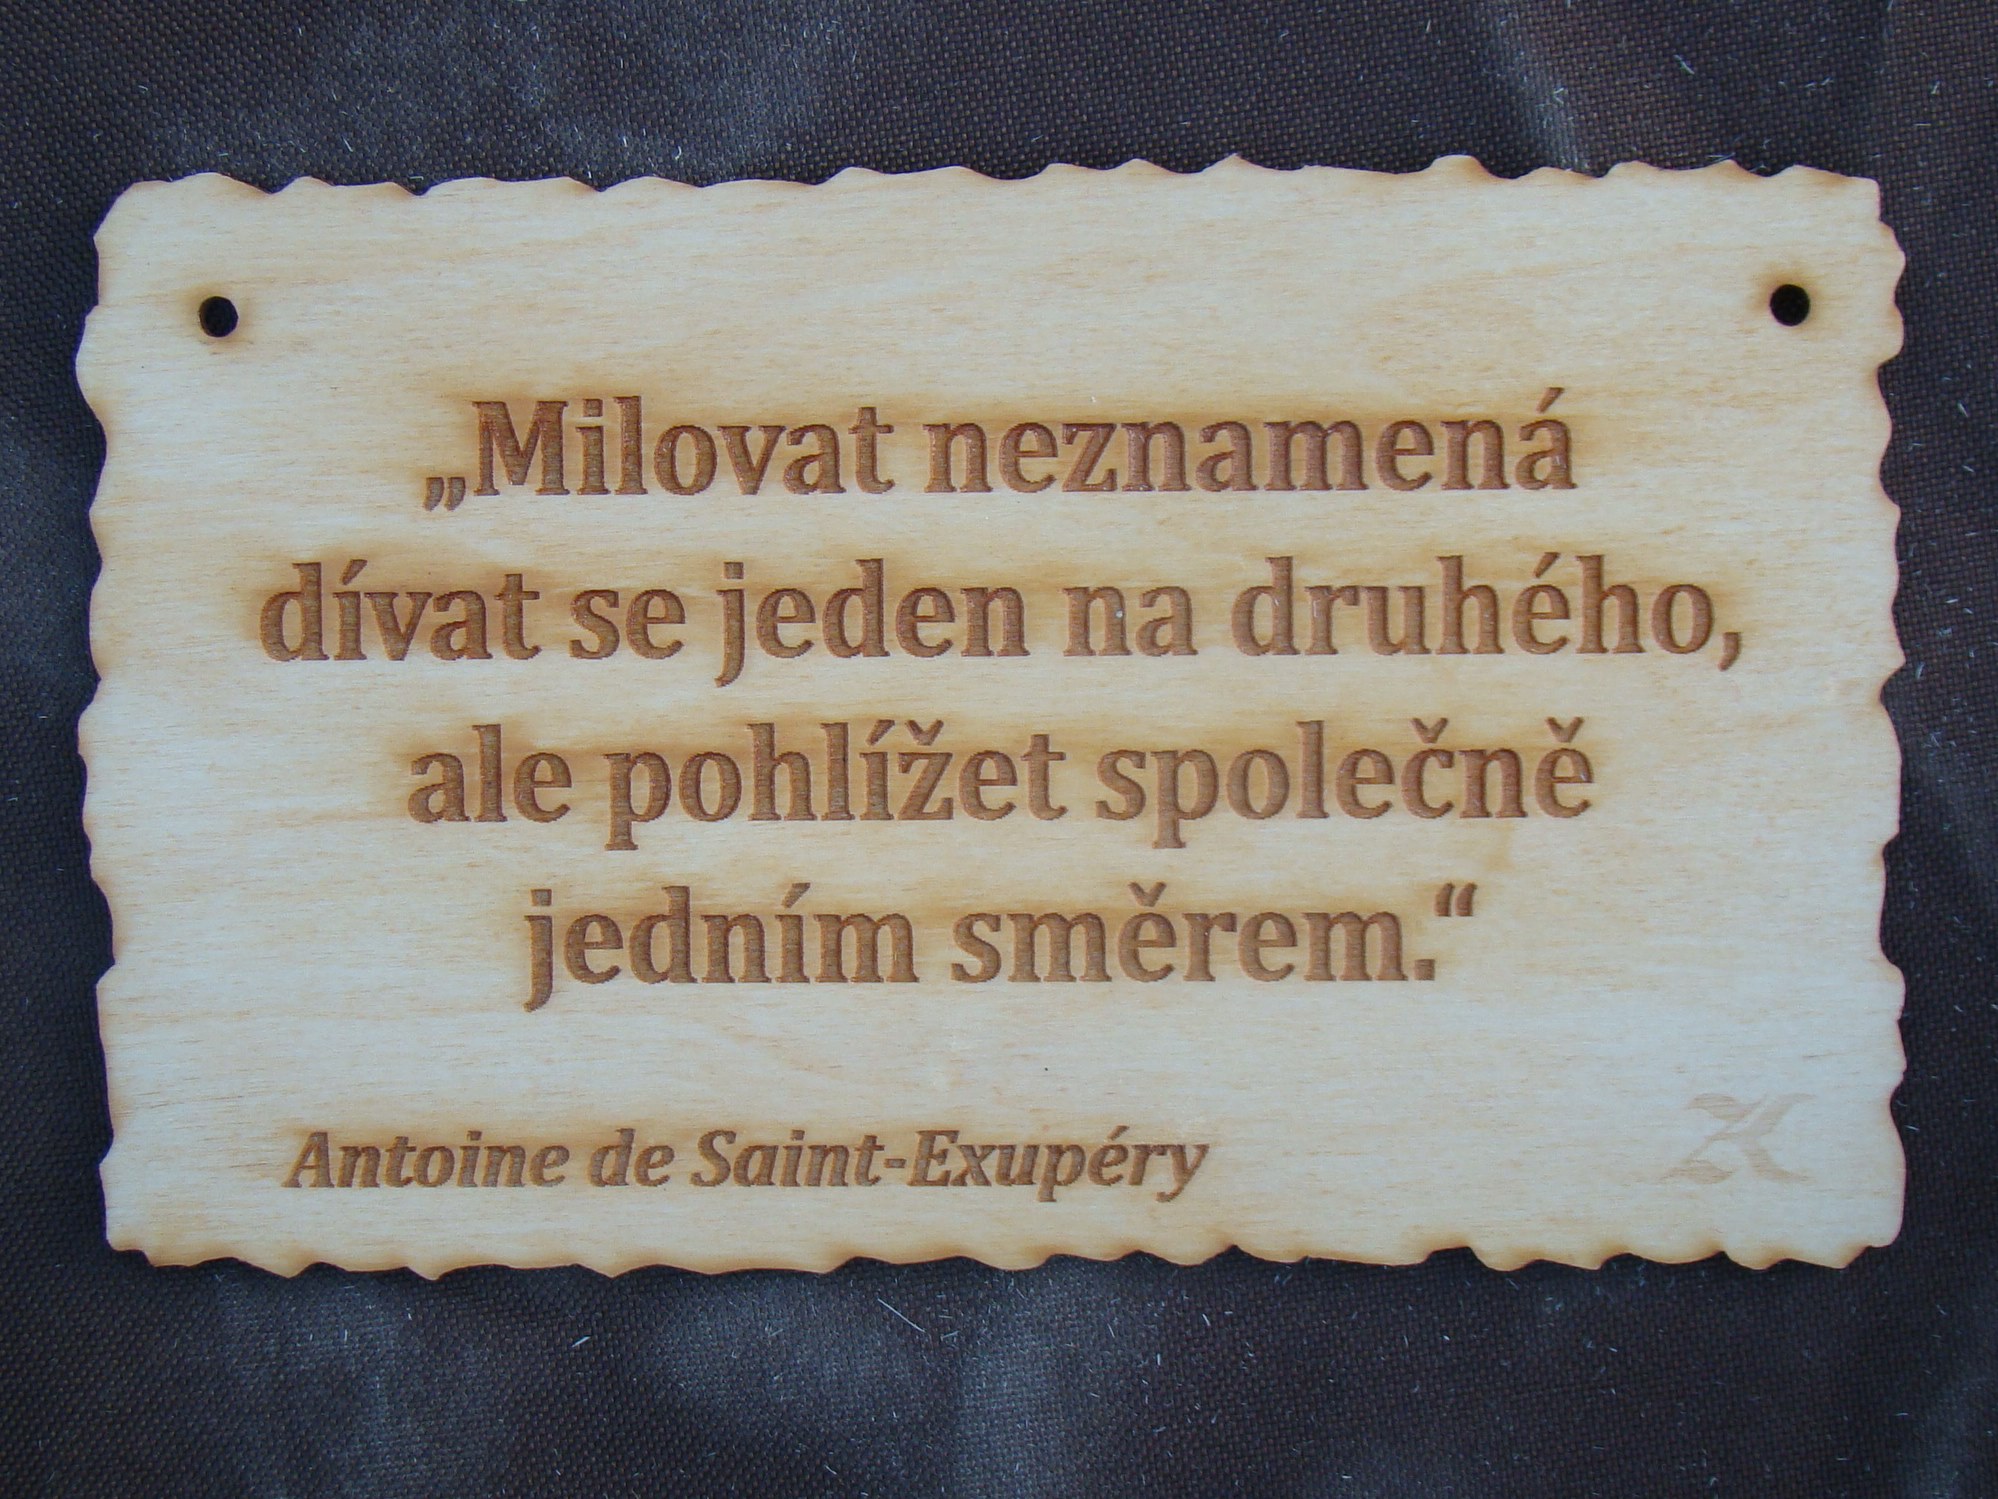 „Milovat neznamená
dívat se jeden na druhého,
ale pohlížet společně
jedním směrem.“
Antoine de Saint-Exupéry